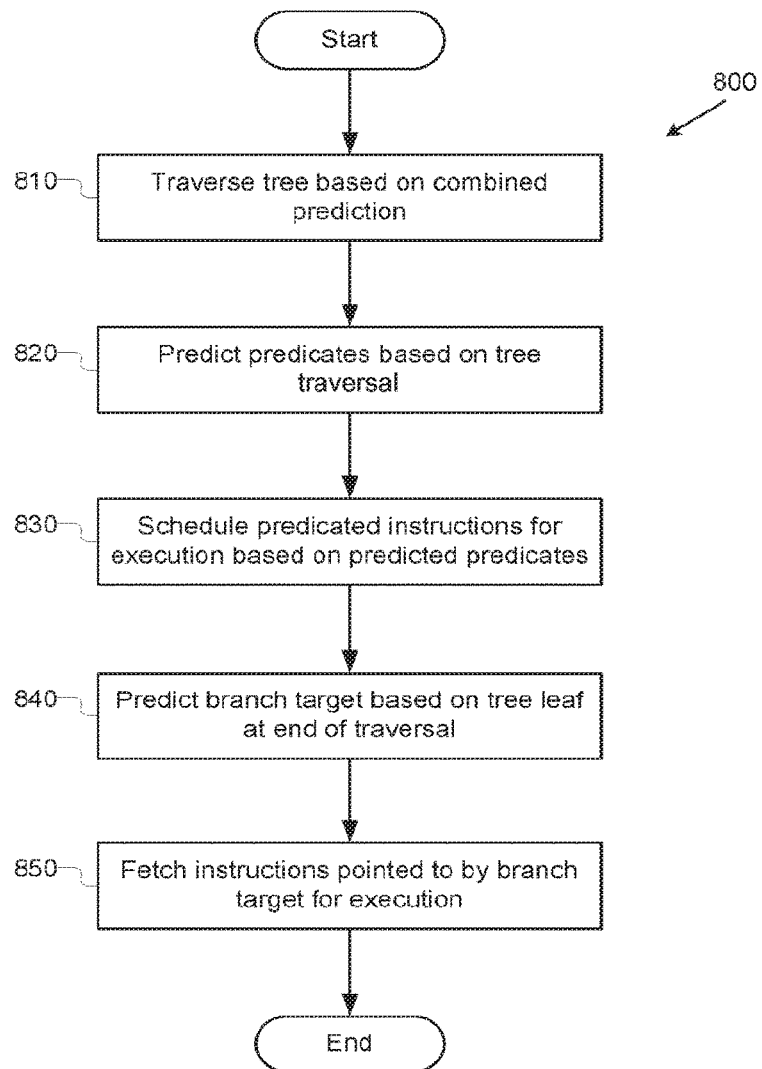 Start
800
810
Traverse tree based on combined
prediction
820
Predict predicates based on tree
traversal
830
Schedule predicated instructions for
execution based on predicted predicates
840
Predict branch target based on tree leaf
at end of traversal
850
Fetch instructions pointed to by branch
target for execution
End